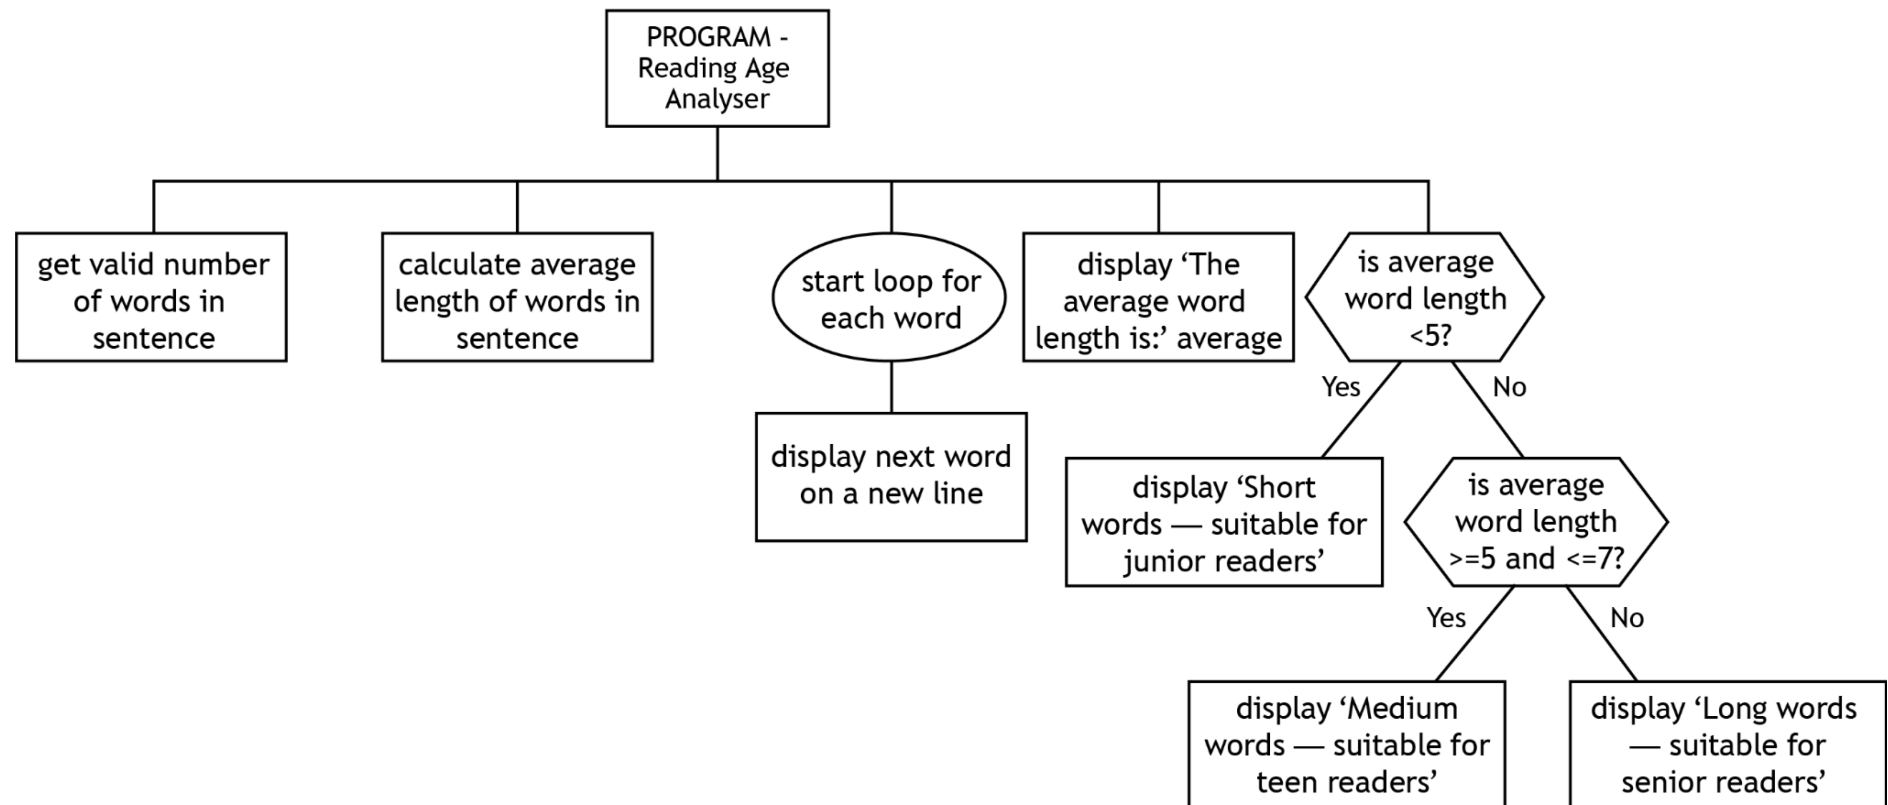 PROGRAM -
Reading Age
Analyser
get valid number
of words in
sentence
calculate average
length of words in
sentence
start loop for
each word
display ‘The
average word
length is:’ average
is average
word length
<5?
Yes
No
display next word
on a new line
display ‘Short
words — suitable for
junior readers’
is average
word length
>=5 and <=7?
Yes
No
display ‘Medium
words — suitable for
teen readers’
display ‘Long words
— suitable for
senior readers’